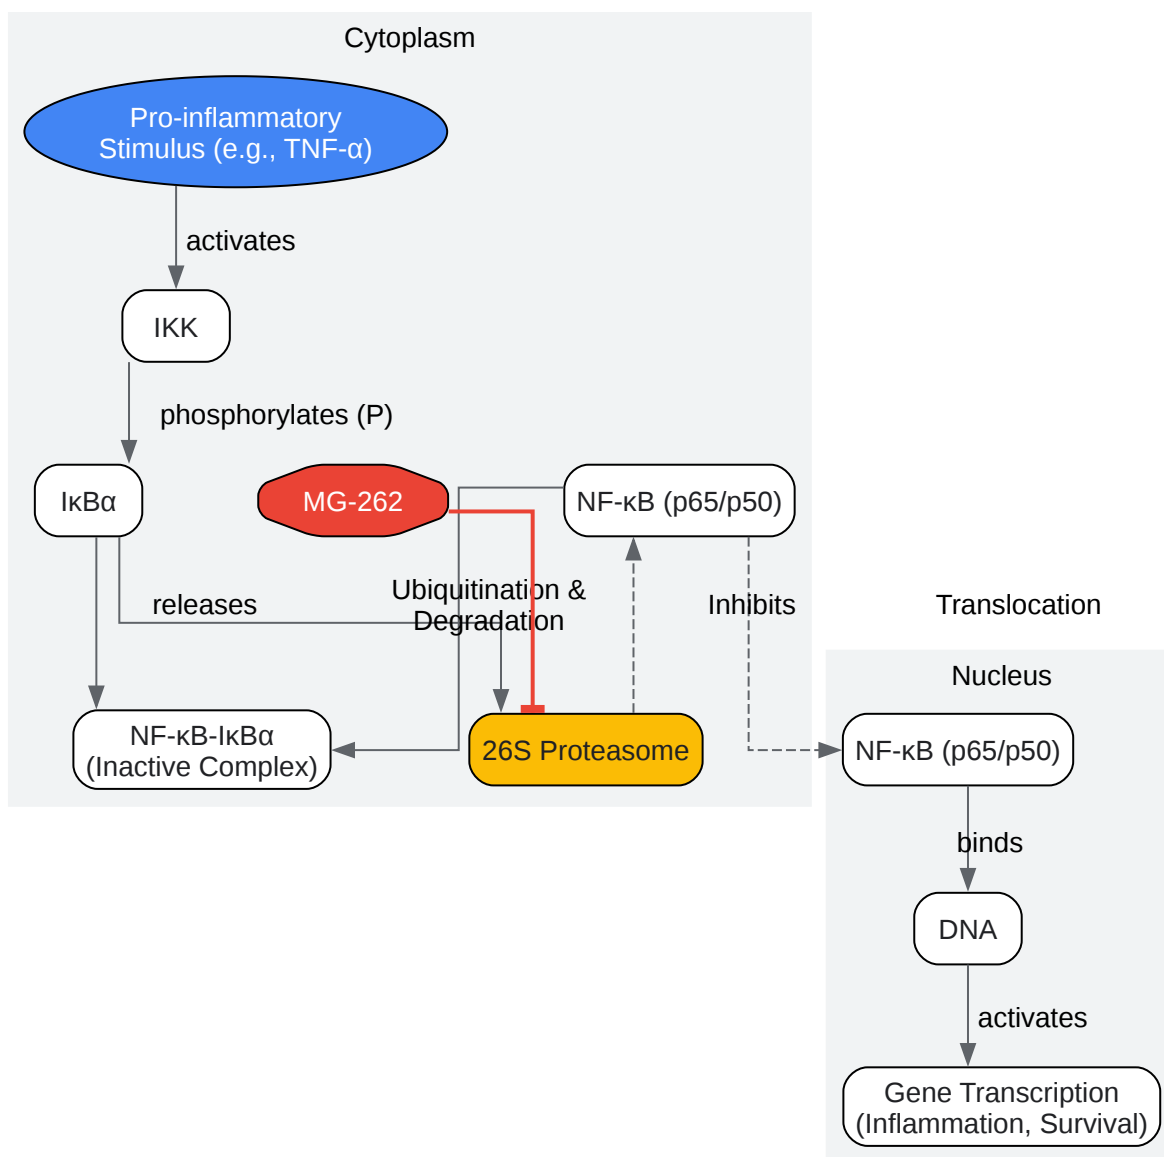 Cytoplasm
Pro-inflammatory
Stimulus (e.g., TNF-α)
activates
IKK
phosphorylates (P)
IκBα
MG-262
NF-κB (p65/p50)
releases
Ubiquitination &
Degradation
Inhibits
Translocation
NF-κB-IκBα
(Inactive Complex)
26S Proteasome
Nucleus
NF-κB (p65/p50)
binds
DNA
activates
Gene Transcription
(Inflammation, Survival)